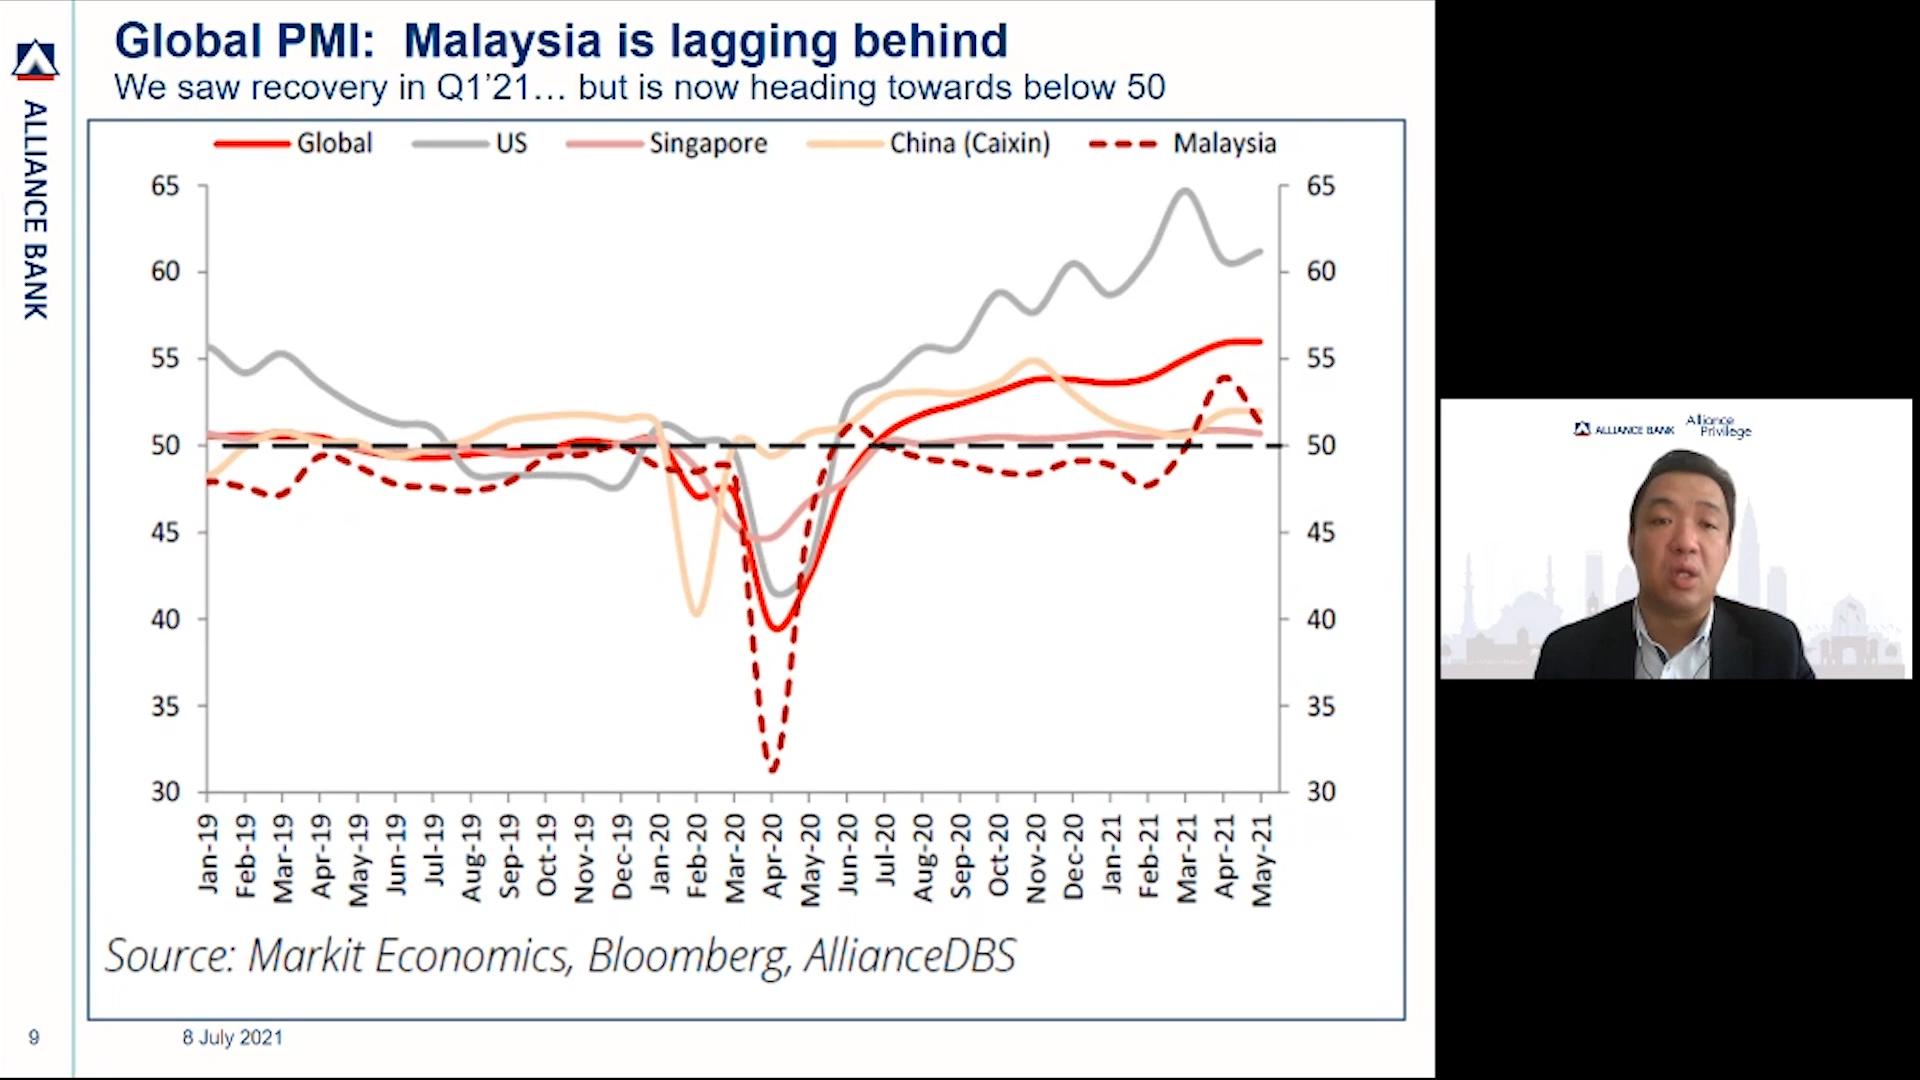 Global PMI: Malaysia is lagging behind
We saw recovery in Q1'21... but is now heading towards below 50
ALLIANCE BANK
Global US Singapore China (Caixin) Malaysia
65 65
60 60
55 55
50 50
45 45
40 40
35 35
30 30
Jan-19 Feb-19 Mar-19 Apr-19 May-19 Jun-19 Jul-19 Aug-19 Sep-19 Oct-19 Nov-19 Dec-19 Jan-20 Feb-20 Mar-20 Apr-20 May-20 Jun-20 Jul-20 Aug-20 Sep-20 Oct-20 Nov-20 Dec-20 Jan-21 Feb-21 Mar-21 Apr-21 May-21
Source: Markit Economics, Bloomberg, AllianceDBS
9 8 July 2021
ALLIANCE BANK
Alliance
Privilege